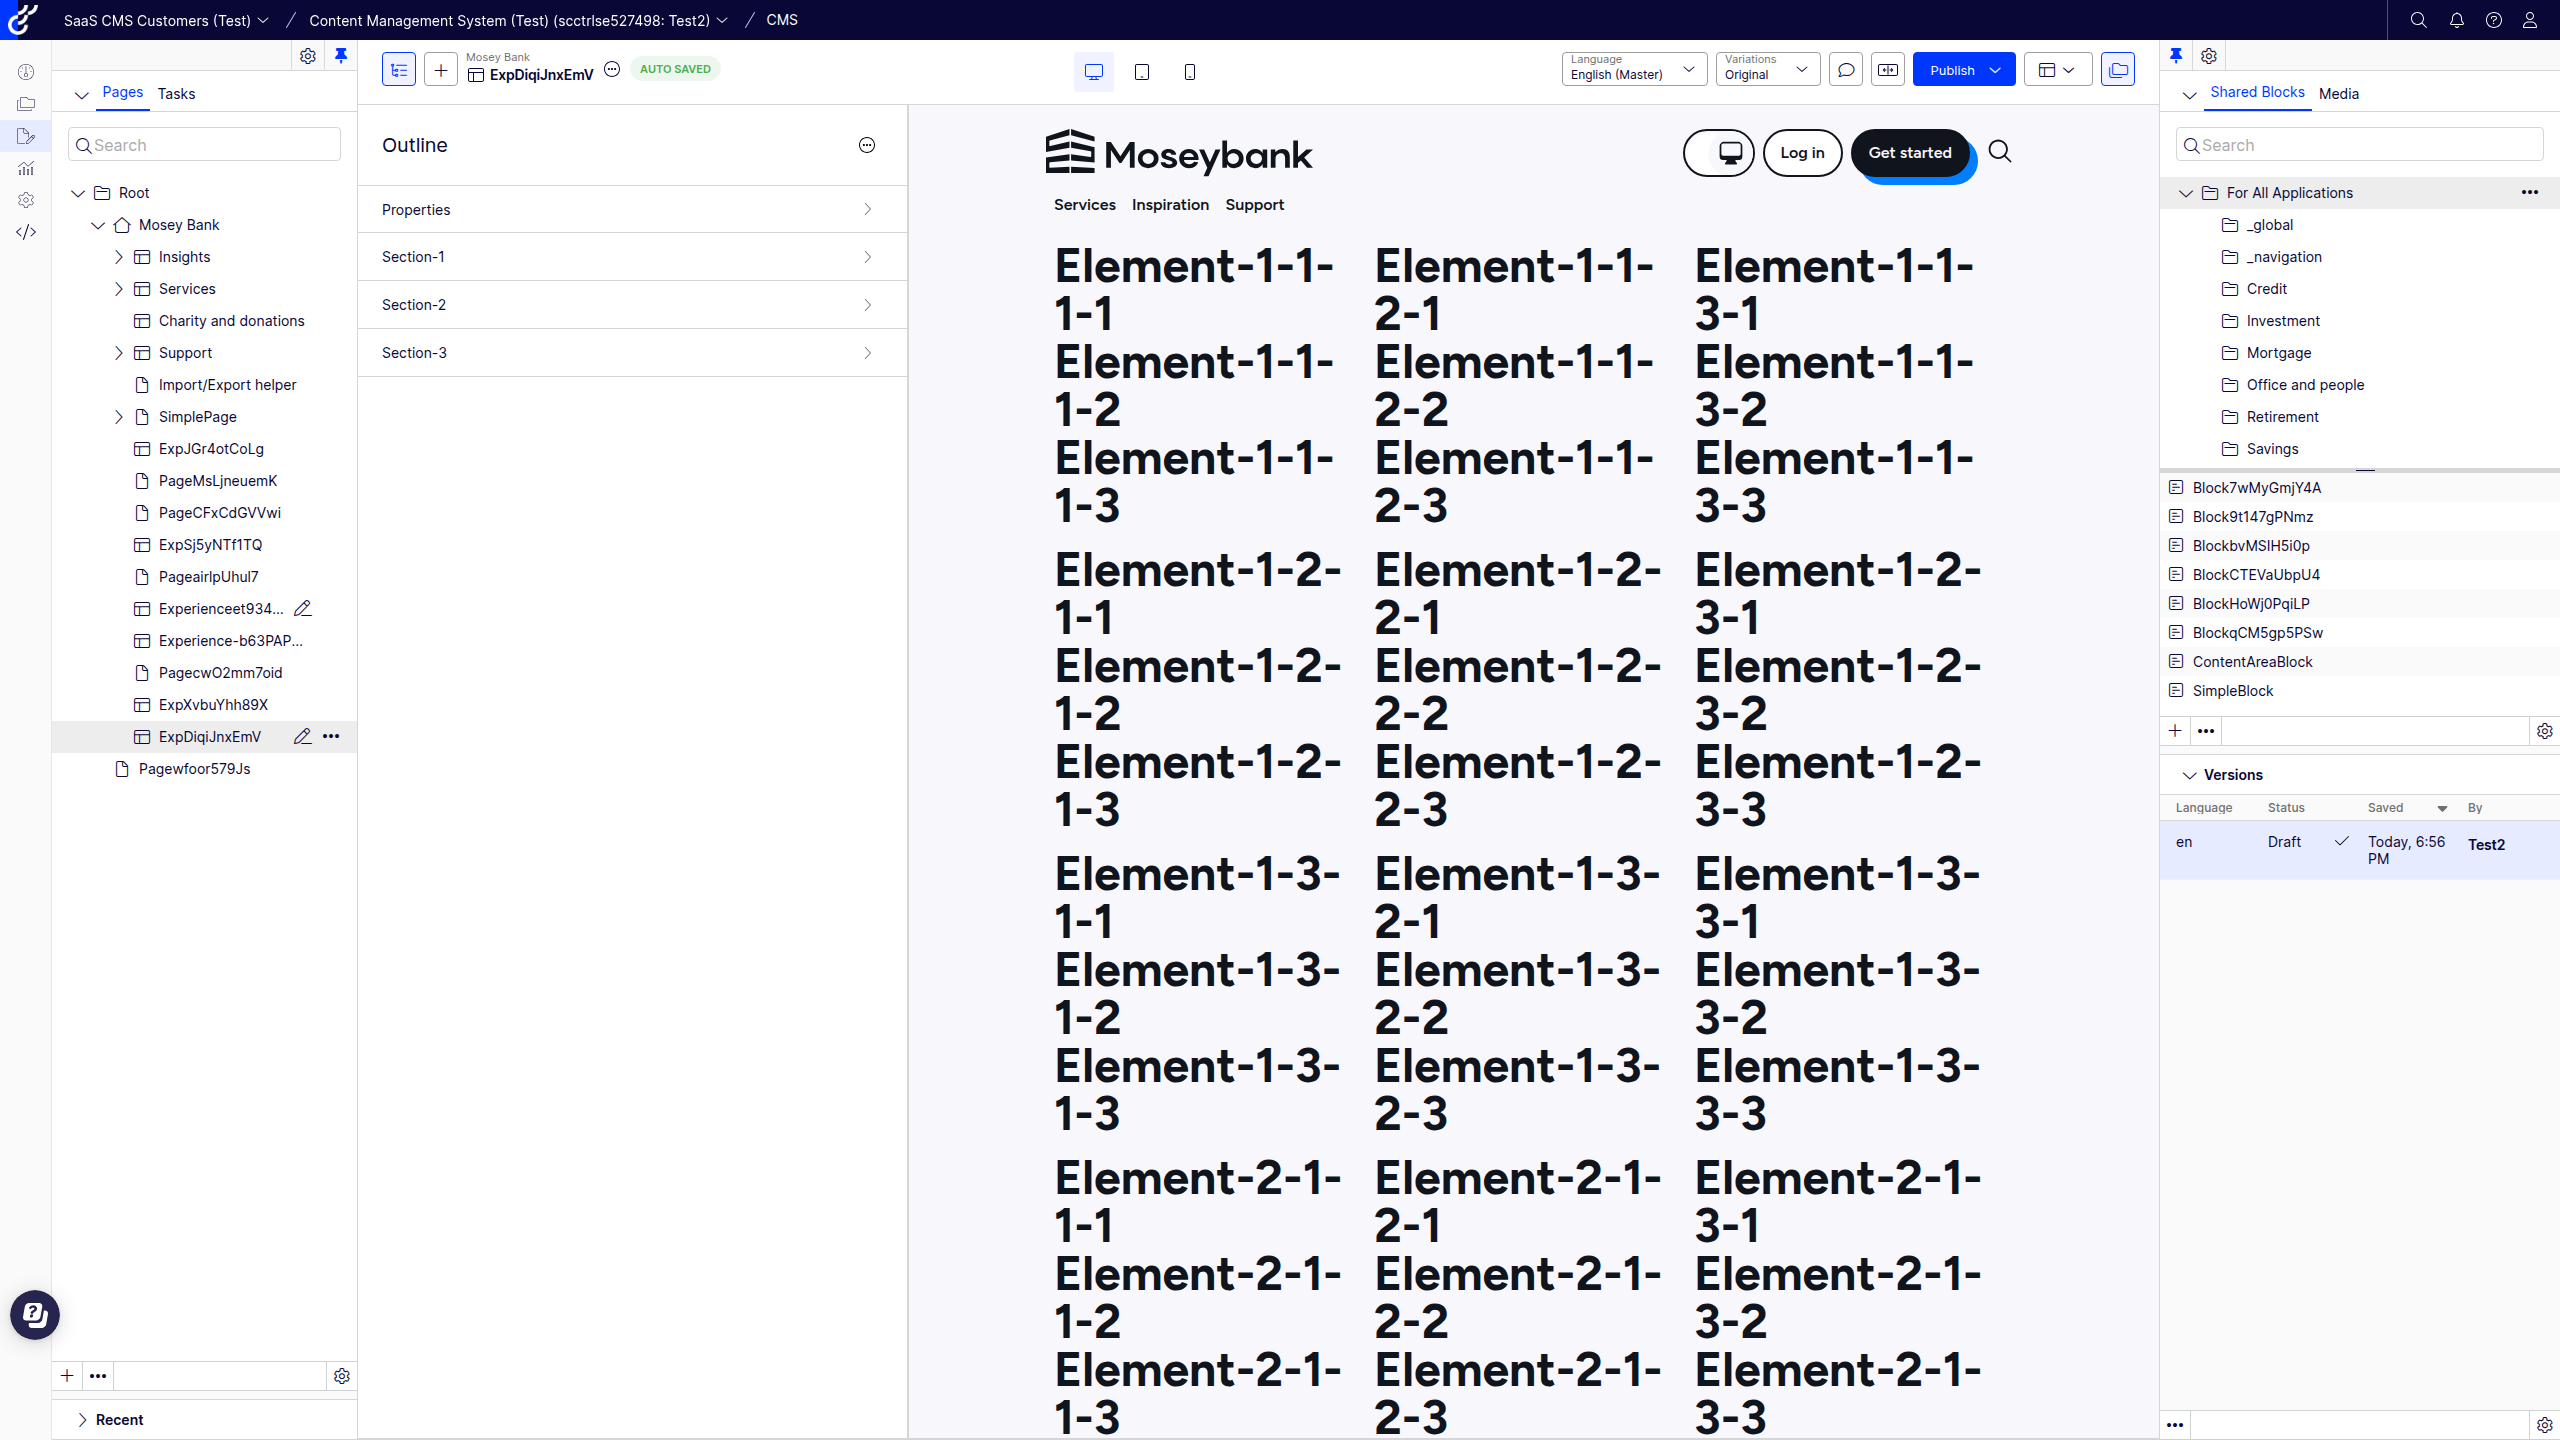 SaaS CMS Customers (Test) / Content Management System (Test) (scctrlse527498: Test2) / CMS
Pages Tasks
Search
Root
Mosey Bank
Insights
Services
Charity and donations
Support
Import/Export helper
SimplePage
ExpJGr4otCoLg
PageMsLjneuemK
PageCFxCdGVVwi
ExpSj5yNTf1TQ
PageairlpUhul7
Experienceet934...
Experience-b63PAP...
PagecwO2mm7oid
ExpXvbuYhh89X
ExpDiqiJnxEmV
Pagewfoor579Js
Recent
Mosey Bank
ExpDiqiJnxEmV
AUTO SAVED
Language
English (Master)
Variations
Original
Publish
Outline
Properties
Section-1
Section-2
Section-3
Moseybank
Log in
Get started
Services Inspiration Support
Element-1-1- Element-1-1- Element-1-1-
1-1 2-1 3-1
Element-1-1- Element-1-1- Element-1-1-
1-2 2-2 3-2
Element-1-1- Element-1-1- Element-1-1-
1-3 2-3 3-3
Element-1-2- Element-1-2- Element-1-2-
1-1 2-1 3-1
Element-1-2- Element-1-2- Element-1-2-
1-2 2-2 3-2
Element-1-2- Element-1-2- Element-1-2-
1-3 2-3 3-3
Element-1-3- Element-1-3- Element-1-3-
1-1 2-1 3-1
Element-1-3- Element-1-3- Element-1-3-
1-2 2-2 3-2
Element-1-3- Element-1-3- Element-1-3-
1-3 2-3 3-3
Element-2-1- Element-2-1- Element-2-1-
1-1 2-1 3-1
Element-2-1- Element-2-1- Element-2-1-
1-2 2-2 3-2
Element-2-1- Element-2-1- Element-2-1-
1-3 2-3 3-3
Shared Blocks Media
Search
For All Applications
_global
_navigation
Credit
Investment
Mortgage
Office and people
Retirement
Savings
Block7wMyGmjY4A
Block9t147gPNmz
BlockbvMSIH5i0p
BlockCTEVaUbpU4
BlockHoWj0PqiLP
BlockqCM5gp5PSw
ContentAreaBlock
SimpleBlock
Versions
Language Status Saved By
en Draft Today, 6:56 Test2
PM